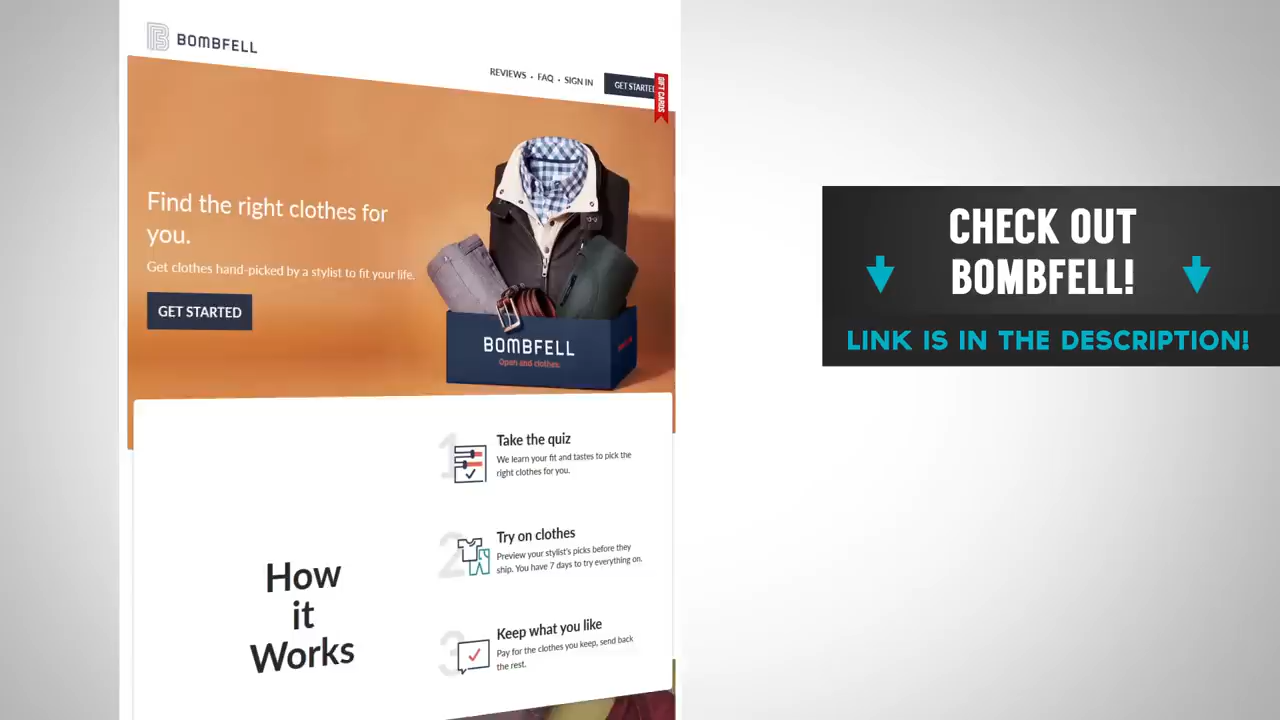 BOMBFELL
REVIEWS • FAQ • SIGN IN
GET STARTED
GIFT CARDS
Find the right clothes for
you.
Get clothes hand-picked by a stylist to fit your life.
GET STARTED
BOMBFELL
Open and clothes.
How
it
Works
1
Take the quiz
We learn your fit and tastes to pick the
right clothes for you.
2
Try on clothes
Preview your stylist's picks before they
ship. You have 7 days to try everything on.
3
Keep what you like
Pay for the clothes you keep, send back
the rest.
CHECK OUT
BOMBFELL!
LINK IS IN THE DESCRIPTION!